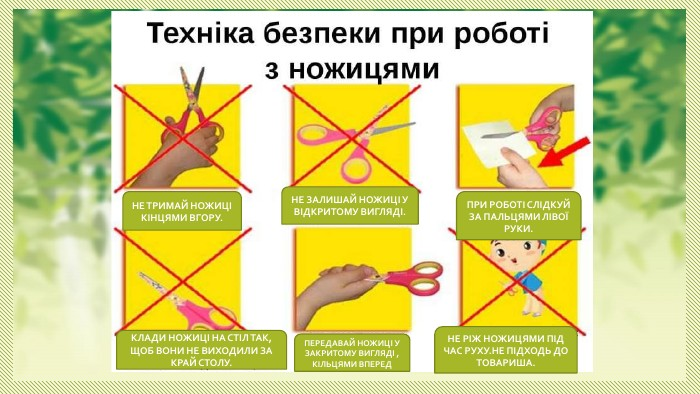 Техніка безпеки при роботі
з ножицями
НЕ ТРИМАЙ НОЖИЦІ
КІНЦЯМИ ВГОРУ.
НЕ ЗАЛИШАЙ НОЖИЦІ У
ВІДКРИТОМУ ВИГЛЯДІ.
ПРИ РОБОТІ СЛІДКУЙ
ЗА ПАЛЬЦЯМИ ЛІВОЇ
РУКИ.
КЛАДИ НОЖИЦІ НА СТІЛ ТАК,
ЩОБ ВОНИ НЕ ВИХОДИЛИ ЗА
КРАЙ СТОЛУ.
ПЕРЕДАВАЙ НОЖИЦІ У
ЗАКРИТОМУ ВИГЛЯДІ ,
КІЛЬЦЯМИ ВПЕРЕД
НЕ РІЖ НОЖИЦЯМИ ПІД
ЧАС РУХУ.НЕ ПІДХОДЬ ДО
ТОВАРИША.